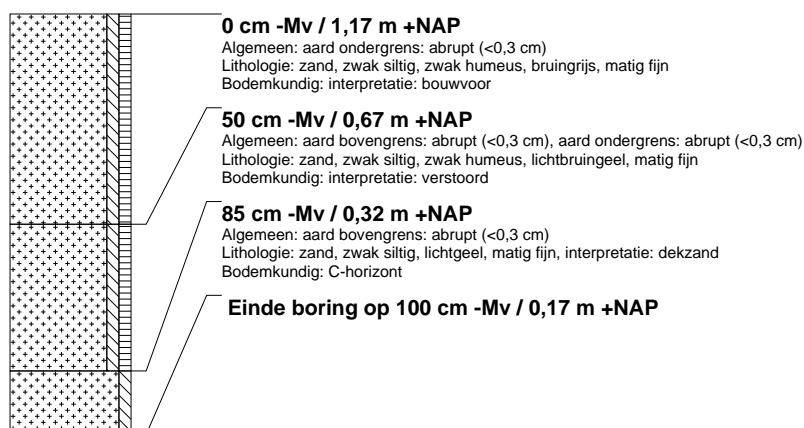 0 cm -Mv / 1,17 m +NAP
Algemeen: aard ondergrens: abrupt (<0,3 cm)
Lithologie: zand, zwak siltig, zwak humeus, bruingrijs, matig fijn
Bodemkundig: interpretatie: bouwvoor
50 cm -Mv / 0,67 m +NAP
Algemeen: aard bovengrens: abrupt (<0,3 cm), aard ondergrens: abrupt (<0,3 cm)
Lithologie: zand, zwak siltig, zwak humeus, lichtbruingeel, matig fijn
Bodemkundig: interpretatie: verstoord
85 cm -Mv / 0,32 m +NAP
Algemeen: aard bovengrens: abrupt (<0,3 cm)
Lithologie: zand, zwak siltig, lichtgeel, matig fijn, interpretatie: dekzand
Bodemkundig: C-horizont
Einde boring op 100 cm -Mv / 0,17 m +NAP